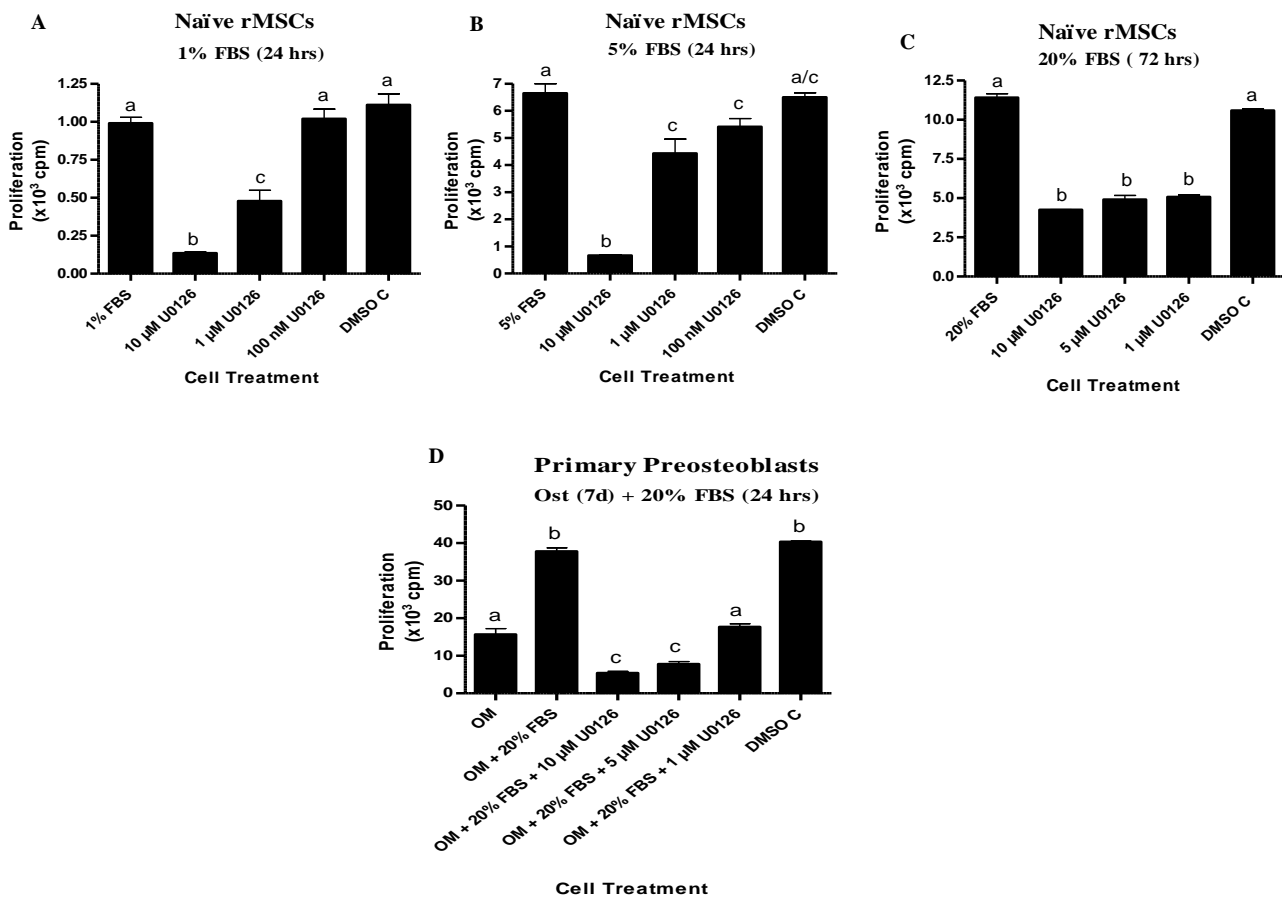 A
Naïve rMSCs
1% FBS (24 hrs)
Proliferation
(x10³ cpm)
1.25
1.00
0.75
0.50
0.25
0.00
a
b
c
a
a
1% FBS
10 µM U0126
1 µM U0126
100 nM U0126
DMSO C
Cell Treatment
B
Naïve rMSCs
5% FBS (24 hrs)
Proliferation
(x10³ cpm)
7
6
5
4
3
2
1
0
a
b
c
c
a/c
5% FBS
10 µM U0126
1 µM U0126
100 nM U0126
DMSO C
Cell Treatment
C
Naïve rMSCs
20% FBS ( 72 hrs)
Proliferation
(x10³ cpm)
12.5
10.0
7.5
5.0
2.5
0.0
a
b
b
b
a
20% FBS
10 µM U0126
5 µM U0126
1 µM U0126
DMSO C
Cell Treatment
D
Primary Preosteoblasts
Ost (7d) + 20% FBS (24 hrs)
Proliferation
(x10³ cpm)
50
40
30
20
10
0
a
b
c
c
a
b
OM
OM + 20% FBS
OM + 20% FBS + 10 µM U0126
OM + 20% FBS + 5 µM U0126
OM + 20% FBS + 1 µM U0126
DMSO C
Cell Treatment